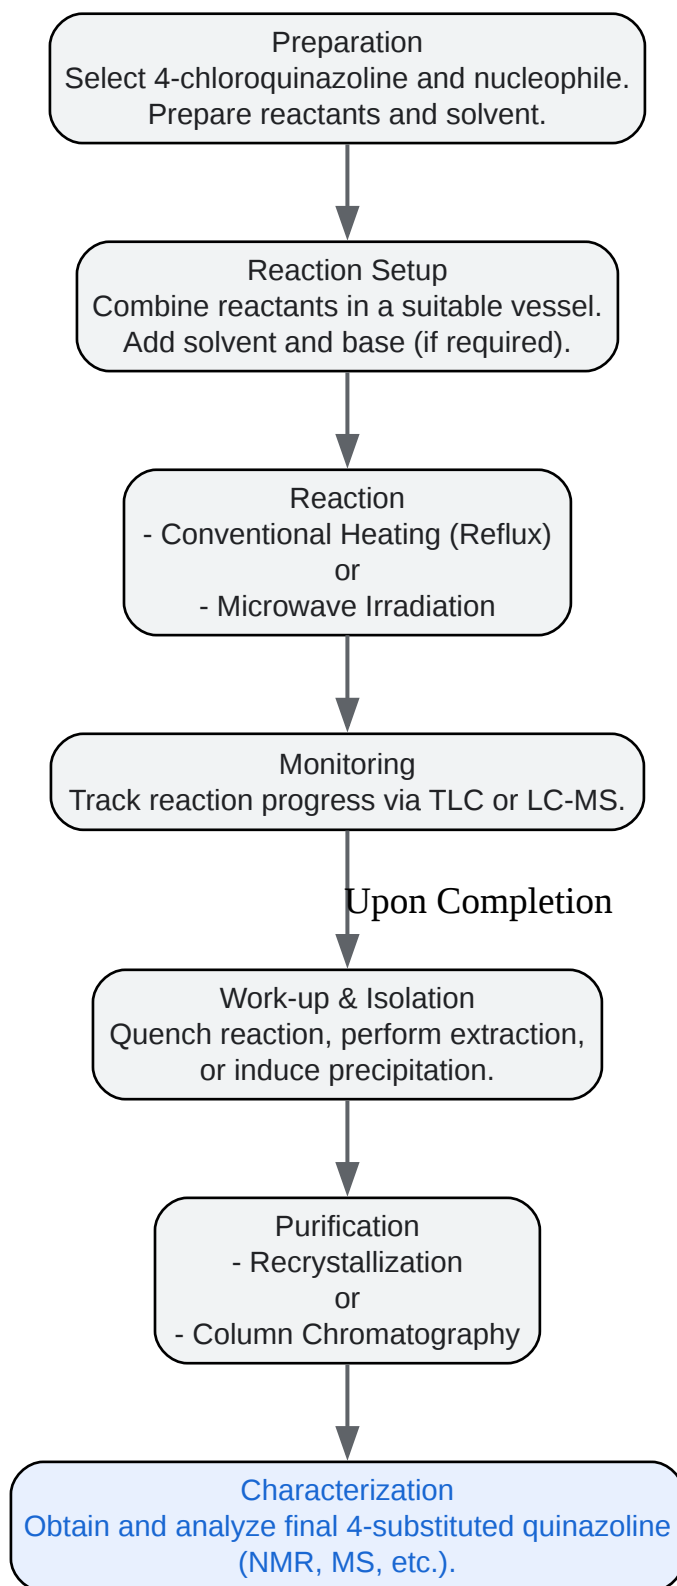 Preparation
Select 4-chloroquinazoline and nucleophile.
Prepare reactants and solvent.
Reaction Setup
Combine reactants in a suitable vessel.
Add solvent and base (if required).
Reaction
- Conventional Heating (Reflux)
or
- Microwave Irradiation
Monitoring
Track reaction progress via TLC or LC-MS.
Upon Completion
Work-up & Isolation
Quench reaction, perform extraction,
or induce precipitation.
Purification
- Recrystallization
or
- Column Chromatography
Characterization
Obtain and analyze final 4-substituted quinazoline
(NMR, MS, etc.).